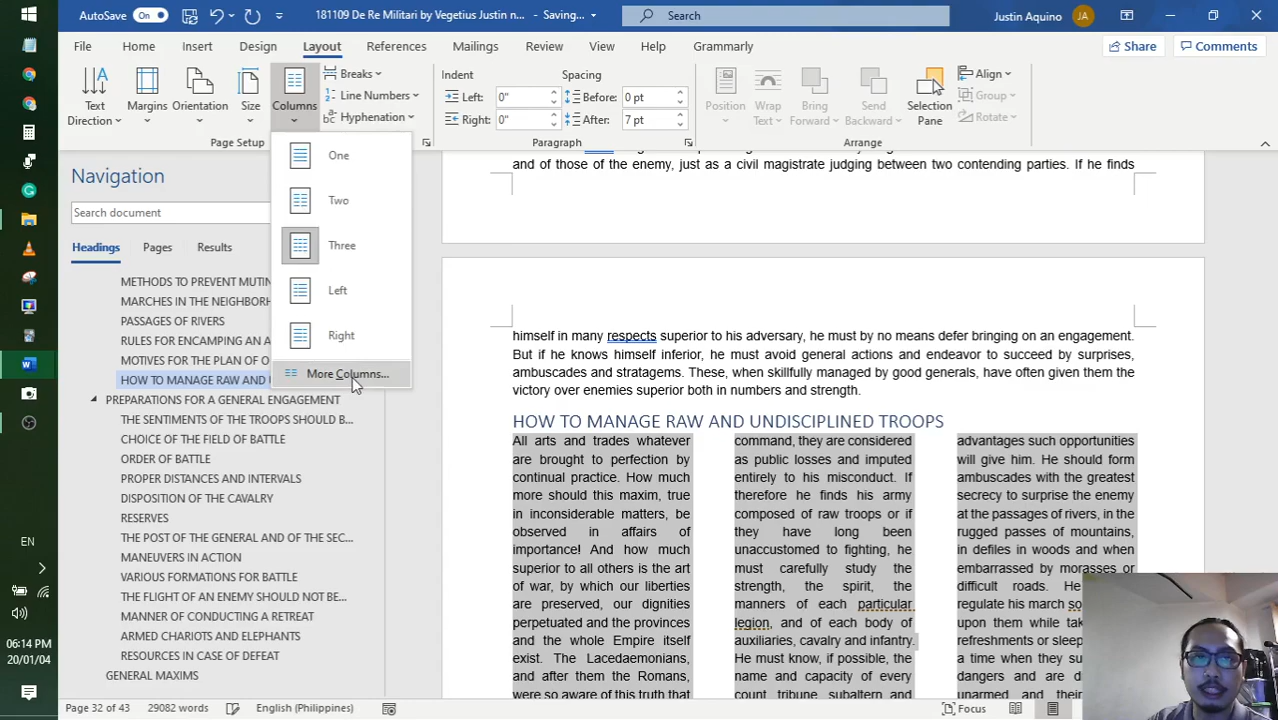 AutoSave On 181109 De Re Militari by Vegetius Justin n... - Saving... Search Justin Aquino JA
File Home Insert Design Layout References Mailings Review View Help Grammarly Share Comments
Text Direction Margins Orientation Size Columns
Breaks
Line Numbers
Hyphenation
Page Setup
Indent Spacing
Left: 0" Before: 0 pt
Right: 0" After: 7 pt
Paragraph
Position Wrap Text Bring Forward Send Backward Selection Pane
Align
Group
Rotate
Arrange
One
Two
Three
Left
Right
More Columns...
Navigation
Search document
Headings Pages Results
METHODS TO PREVENT MUTIN
MARCHES IN THE NEIGHBORH
PASSAGES OF RIVERS
RULES FOR ENCAMPING AN A
MOTIVES FOR THE PLAN OF O
HOW TO MANAGE RAW AND
PREPARATIONS FOR A GENERAL ENGAGEMENT
THE SENTIMENTS OF THE TROOPS SHOULD B...
CHOICE OF THE FIELD OF BATTLE
ORDER OF BATTLE
PROPER DISTANCES AND INTERVALS
DISPOSITION OF THE CAVALRY
RESERVES
THE POST OF THE GENERAL AND OF THE SEC...
MANEUVERS IN ACTION
VARIOUS FORMATIONS FOR BATTLE
THE FLIGHT OF AN ENEMY SHOULD NOT BE...
MANNER OF CONDUCTING A RETREAT
ARMED CHARIOTS AND ELEPHANTS
RESOURCES IN CASE OF DEFEAT
GENERAL MAXIMS
and of those of the enemy, just as a civil magistrate judging between two contending parties. If he finds
himself in many respects superior to his adversary, he must by no means defer bringing on an engagement.
But if he knows himself inferior, he must avoid general actions and endeavor to succeed by surprises,
ambuscades and stratagems. These, when skillfully managed by good generals, have often given them the
victory over enemies superior both in numbers and strength.
HOW TO MANAGE RAW AND UNDISCIPLINED TROOPS
All arts and trades whatever
are brought to perfection by
continual practice. How much
more should this maxim, true
in inconsiderable matters, be
observed in affairs of
importance! And how much
superior to all others is the art
of war, by which our liberties
are preserved, our dignities
perpetuated and the provinces
and the whole Empire itself
exist. The Lacedaemonians,
and after them the Romans,
were so aware of this truth that
command, they are considered
as public losses and imputed
entirely to his misconduct. If
therefore he finds his army
composed of raw troops or if
they have long been
unaccustomed to fighting, he
must carefully study the
strength, the spirit, the
manners of each particular
legion, and of each body of
auxiliaries, cavalry and infantry.
He must know, if possible, the
name and capacity of every
count tribune subaltern and
advantages such opportunities
will give him. He should form
ambuscades with the greatest
secrecy to surprise the enemy
at the passages of rivers, in the
rugged passes of mountains,
in defiles in woods and when
embarrassed by morasses or
difficult roads. He
regulate his march so
upon them while tak
refreshments or sleep
a time when they su
dangers and are di
unarmed and their
EN
06:14 PM
20/01/04
Page 32 of 43 29082 words English (Philippines) Focus